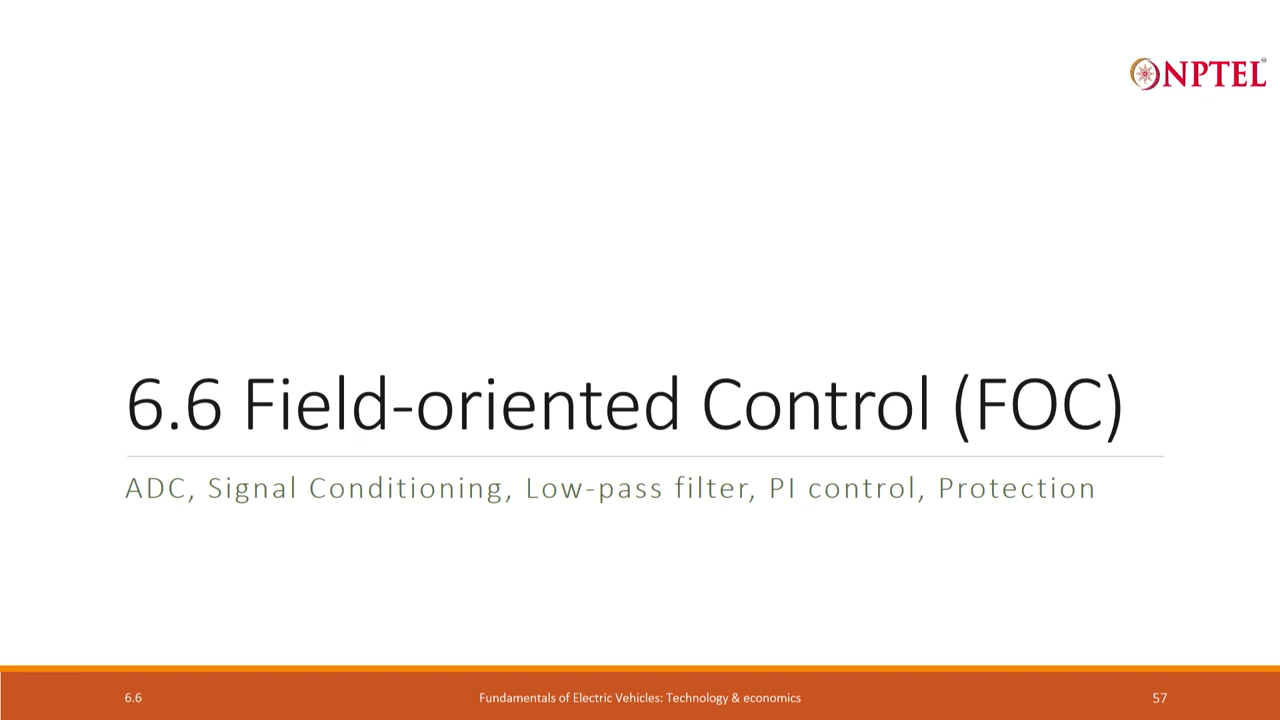 NPTEL
6.6 Field-oriented Control (FOC)
ADC, Signal Conditioning, Low-pass filter, PI control, Protection
6.6
Fundamentals of Electric Vehicles: Technology & economics
57